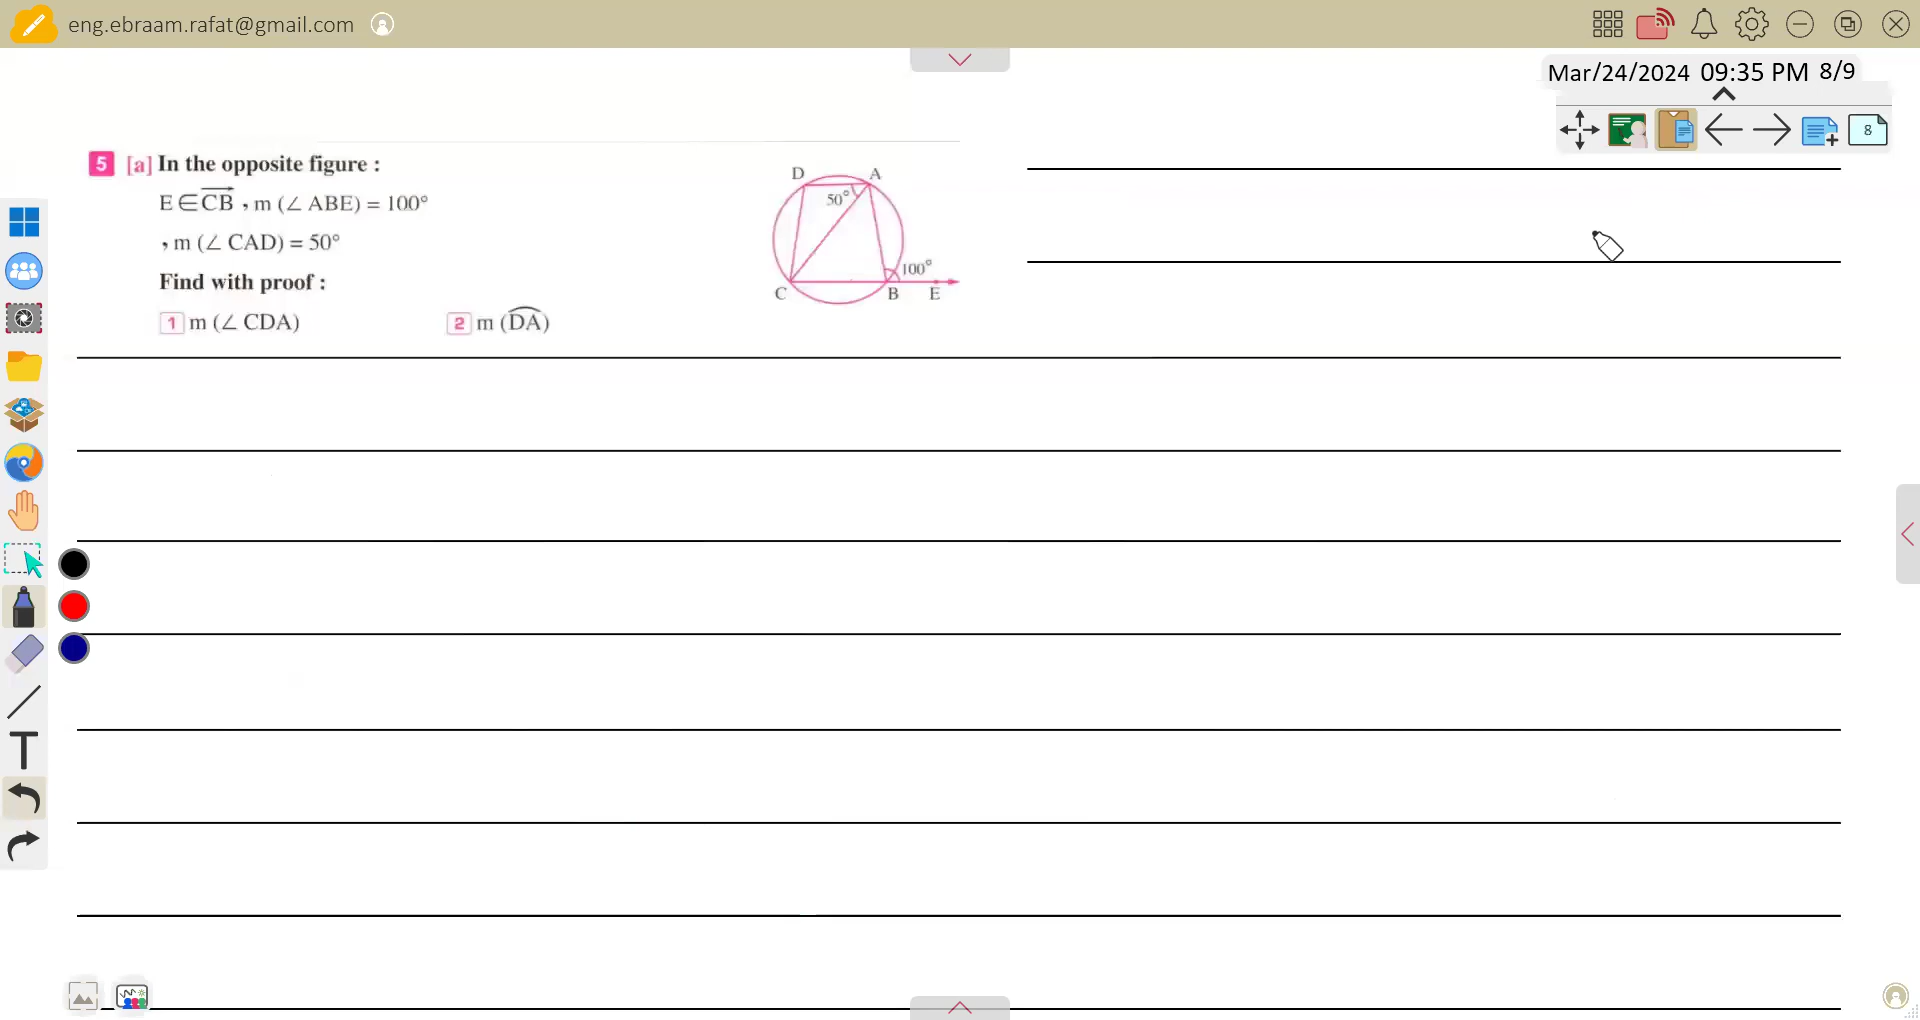 eng.ebraam.rafat@gmail.com
Mar/24/2024 09:35 PM 8/9
8
5 [a] In the opposite figure :
E ∈ CB , m (∠ ABE) = 100°
, m (∠ CAD) = 50°
Find with proof :
1 m (∠ CDA) 2 m (DA)
D A
50°
100°
C B E
T